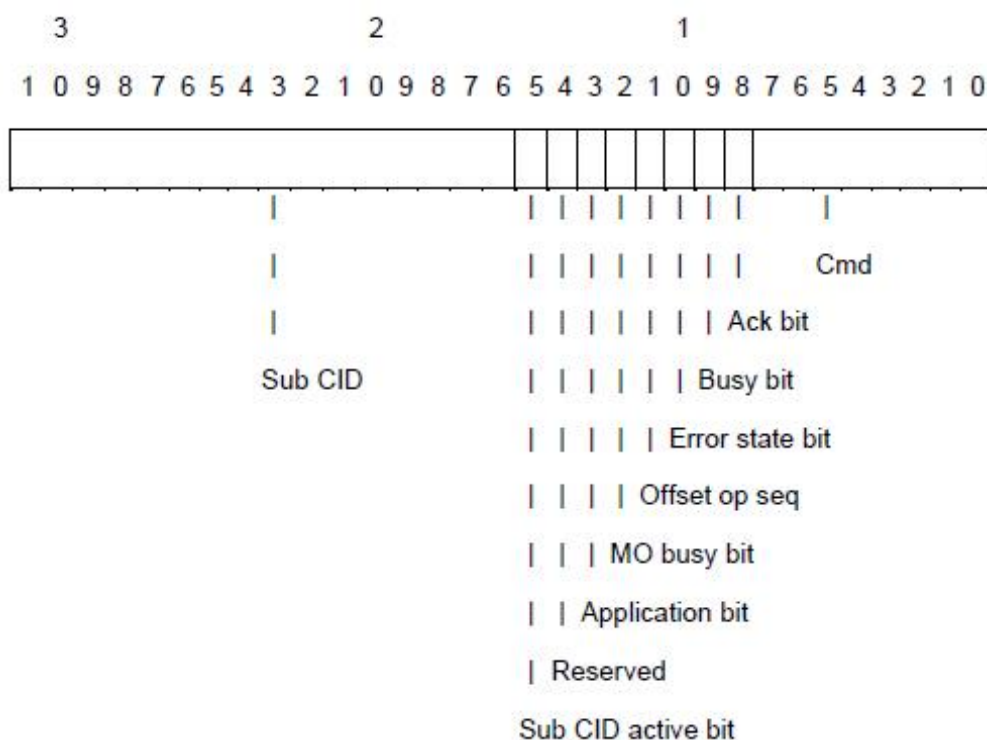 3 2 1
1 0 9 8 7 6 5 4 3 2 1 0 9 8 7 6 5 4 3 2 1 0 9 8 7 6 5 4 3 2 1 0
| | | | | | | | | |
| | | | | | | | | Cmd
| | | | | | | | Ack bit
Sub CID | | | | | | Busy bit
| | | | | Error state bit
| | | | Offset op seq
| | | MO busy bit
| | Application bit
| Reserved
Sub CID active bit